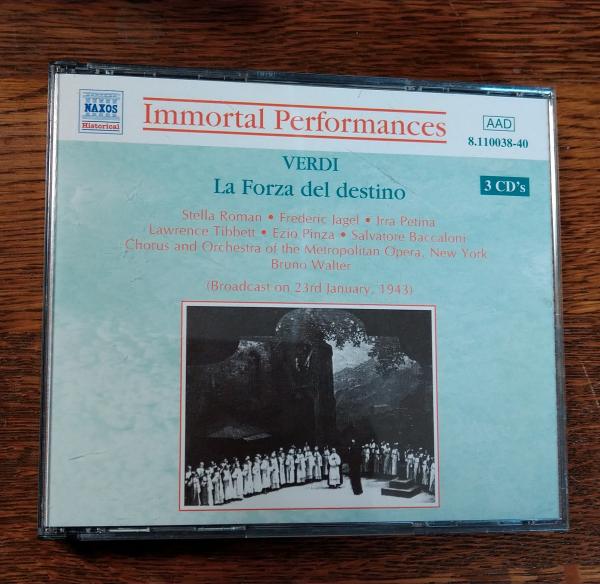 NAXOS
Historical
Immortal Performances
AAD
8.110038-40
VERDI
La Forza del destino
3 CD's
Stella Roman • Frederic Jagel • Irra Petina
Lawrence Tibbett • Ezio Pinza • Salvatore Baccaloni
Chorus and Orchestra of the Metropolitan Opera, New York
Bruno Walter
(Broadcast on 23rd January, 1943)